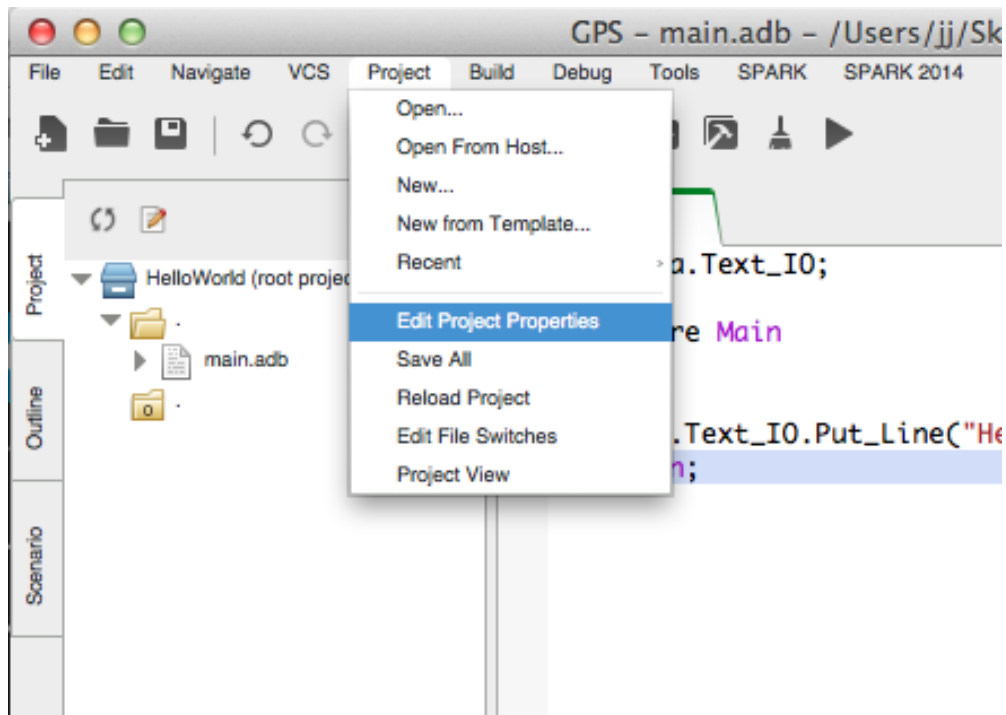 GPS – main.adb – /Users/jj/Sk
File Edit Navigate VCS Project Build Debug Tools SPARK SPARK 2014
Open...
Open From Host...
New...
New from Template...
Recent
Edit Project Properties
Save All
Reload Project
Edit File Switches
Project View
Project
Outline
Scenario
HelloWorld (root projec
.
main.adb
o .
a.Text_IO;
re Main
.Text_IO.Put_Line("He
n;